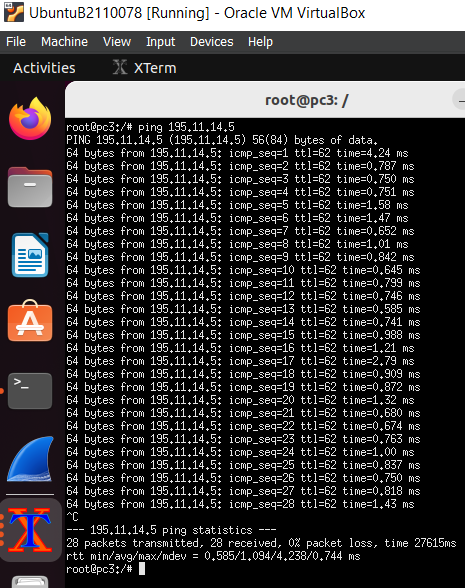 UbuntuB2110078 [Running] - Oracle VM VirtualBox
File Machine View Input Devices Help
Activities XTerm
root@pc3: /
root@pc3:/# ping 195.11.14.5
PING 195.11.14.5 (195.11.14.5) 56(84) bytes of data.
64 bytes from 195.11.14.5: icmp_seq=1 ttl=62 time=4.24 ms
64 bytes from 195.11.14.5: icmp_seq=2 ttl=62 time=0.787 ms
64 bytes from 195.11.14.5: icmp_seq=3 ttl=62 time=0.750 ms
64 bytes from 195.11.14.5: icmp_seq=4 ttl=62 time=0.751 ms
64 bytes from 195.11.14.5: icmp_seq=5 ttl=62 time=1.58 ms
64 bytes from 195.11.14.5: icmp_seq=6 ttl=62 time=1.47 ms
64 bytes from 195.11.14.5: icmp_seq=7 ttl=62 time=0.652 ms
64 bytes from 195.11.14.5: icmp_seq=8 ttl=62 time=1.01 ms
64 bytes from 195.11.14.5: icmp_seq=9 ttl=62 time=0.842 ms
64 bytes from 195.11.14.5: icmp_seq=10 ttl=62 time=0.645 ms
64 bytes from 195.11.14.5: icmp_seq=11 ttl=62 time=0.799 ms
64 bytes from 195.11.14.5: icmp_seq=12 ttl=62 time=0.746 ms
64 bytes from 195.11.14.5: icmp_seq=13 ttl=62 time=0.585 ms
64 bytes from 195.11.14.5: icmp_seq=14 ttl=62 time=0.741 ms
64 bytes from 195.11.14.5: icmp_seq=15 ttl=62 time=0.988 ms
64 bytes from 195.11.14.5: icmp_seq=16 ttl=62 time=1.21 ms
64 bytes from 195.11.14.5: icmp_seq=17 ttl=62 time=2.79 ms
64 bytes from 195.11.14.5: icmp_seq=18 ttl=62 time=0.909 ms
64 bytes from 195.11.14.5: icmp_seq=19 ttl=62 time=0.872 ms
64 bytes from 195.11.14.5: icmp_seq=20 ttl=62 time=1.32 ms
64 bytes from 195.11.14.5: icmp_seq=21 ttl=62 time=0.680 ms
64 bytes from 195.11.14.5: icmp_seq=22 ttl=62 time=0.674 ms
64 bytes from 195.11.14.5: icmp_seq=23 ttl=62 time=0.763 ms
64 bytes from 195.11.14.5: icmp_seq=24 ttl=62 time=1.00 ms
64 bytes from 195.11.14.5: icmp_seq=25 ttl=62 time=0.837 ms
64 bytes from 195.11.14.5: icmp_seq=26 ttl=62 time=0.750 ms
64 bytes from 195.11.14.5: icmp_seq=27 ttl=62 time=0.818 ms
64 bytes from 195.11.14.5: icmp_seq=28 ttl=62 time=1.43 ms
^C
--- 195.11.14.5 ping statistics ---
28 packets transmitted, 28 received, 0% packet loss, time 27615ms
rtt min/avg/max/mdev = 0.585/1.094/4.238/0.744 ms
root@pc3:/#